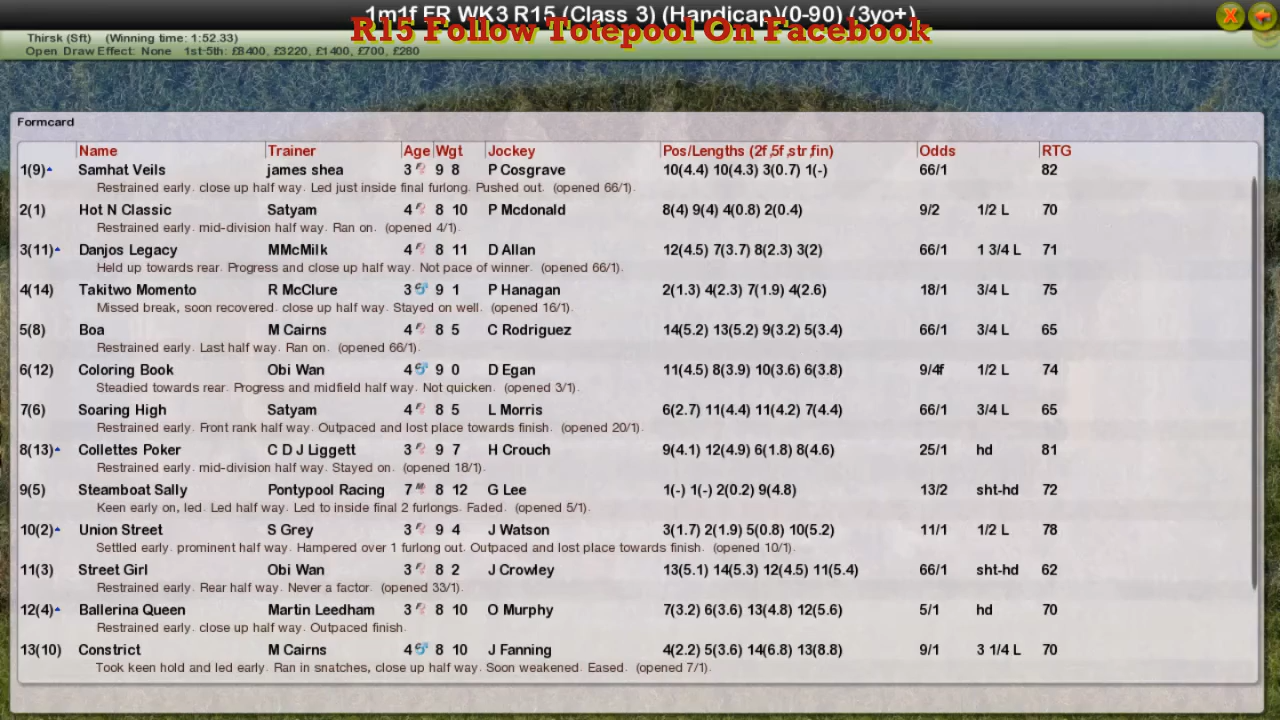 1m1f FR WK3 R15 (Class 3) (Handicap)(0-90) (3yo+)
R15 Follow Totepool On Facebook
Thirsk (Sft) (Winning time: 1:52.33)
Open Draw Effect: None 1st-5th: £8400, £3220, £1400, £700, £280
Formcard
Name Trainer Age Wgt Jockey Pos/Lengths (2f,5f,str,fin) Odds RTG
1(9) Samhat Veils james shea 3 9 8 P Cosgrave 10(4.4) 10(4.3) 3(0.7) 1(-) 66/1 82
Restrained early. close up half way. Led just inside final furlong. Pushed out. (opened 66/1).
2(1) Hot N Classic Satyam 4 8 10 P Mcdonald 8(4) 9(4) 4(0.8) 2(0.4) 9/2 1/2 L 70
Restrained early. mid-division half way. Ran on. (opened 4/1).
3(11) Danjos Legacy MMcMilk 4 8 11 D Allan 12(4.5) 7(3.7) 8(2.3) 3(2) 66/1 1 3/4 L 71
Held up towards rear. Progress and close up half way. Not pace of winner. (opened 66/1).
4(14) Takitwo Momento R McClure 3 9 1 P Hanagan 2(1.3) 4(2.3) 7(1.9) 4(2.6) 18/1 3/4 L 75
Missed break, soon recovered. close up half way. Stayed on well. (opened 16/1).
5(8) Boa M Cairns 4 8 5 C Rodriguez 14(5.2) 13(5.2) 9(3.2) 5(3.4) 66/1 3/4 L 65
Restrained early. Last half way. Ran on. (opened 66/1).
6(12) Coloring Book Obi Wan 4 9 0 D Egan 11(4.5) 8(3.9) 10(3.6) 6(3.8) 9/4f 1/2 L 74
Steadied towards rear. Progress and midfield half way. Not quicken. (opened 3/1).
7(6) Soaring High Satyam 4 8 5 L Morris 6(2.7) 11(4.4) 11(4.2) 7(4.4) 66/1 3/4 L 65
Restrained early. Front rank half way. Outpaced and lost place towards finish. (opened 20/1).
8(13) Collettes Poker C D J Liggett 3 9 7 H Crouch 9(4.1) 12(4.9) 6(1.8) 8(4.6) 25/1 hd 81
Restrained early. mid-division half way. Stayed on. (opened 18/1).
9(5) Steamboat Sally Pontypool Racing 7 8 12 G Lee 1(-) 1(-) 2(0.2) 9(4.8) 13/2 sht-hd 72
Keen early on, led. Led half way. Led to inside final 2 furlongs. Faded. (opened 5/1).
10(2) Union Street S Grey 3 9 4 J Watson 3(1.7) 2(1.9) 5(0.8) 10(5.2) 11/1 1/2 L 78
Settled early. prominent half way. Hampered over 1 furlong out. Outpaced and lost place towards finish. (opened 10/1).
11(3) Street Girl Obi Wan 3 8 2 J Crowley 13(5.1) 14(5.3) 12(4.5) 11(5.4) 66/1 sht-hd 62
Restrained early. Rear half way. Never a factor. (opened 33/1).
12(4) Ballerina Queen Martin Leedham 3 8 10 O Murphy 7(3.2) 6(3.6) 13(4.8) 12(5.6) 5/1 hd 70
Restrained early. close up half way. Outpaced finish.
13(10) Constrict M Cairns 4 8 10 J Fanning 4(2.2) 5(3.6) 14(6.8) 13(8.8) 9/1 3 1/4 L 70
Took keen hold and led early. Ran in snatches, close up half way. Soon weakened. Eased. (opened 7/1).